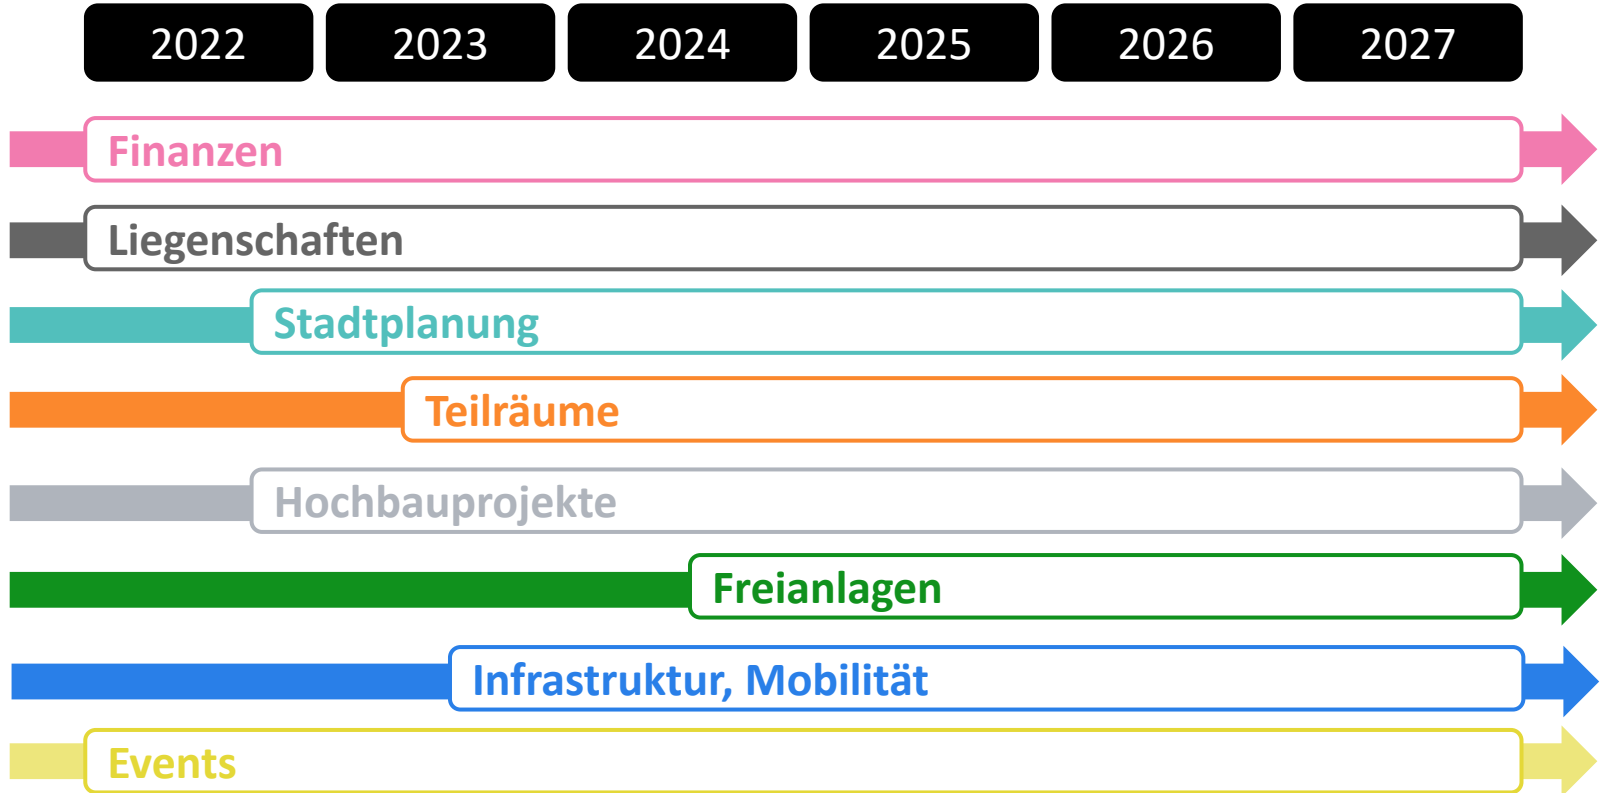 2022 2023 2024 2025 2026 2027
Finanzen
Liegenschaften
Stadtplanung
Teilräume
Hochbauprojekte
Freianlagen
Infrastruktur, Mobilität
Events